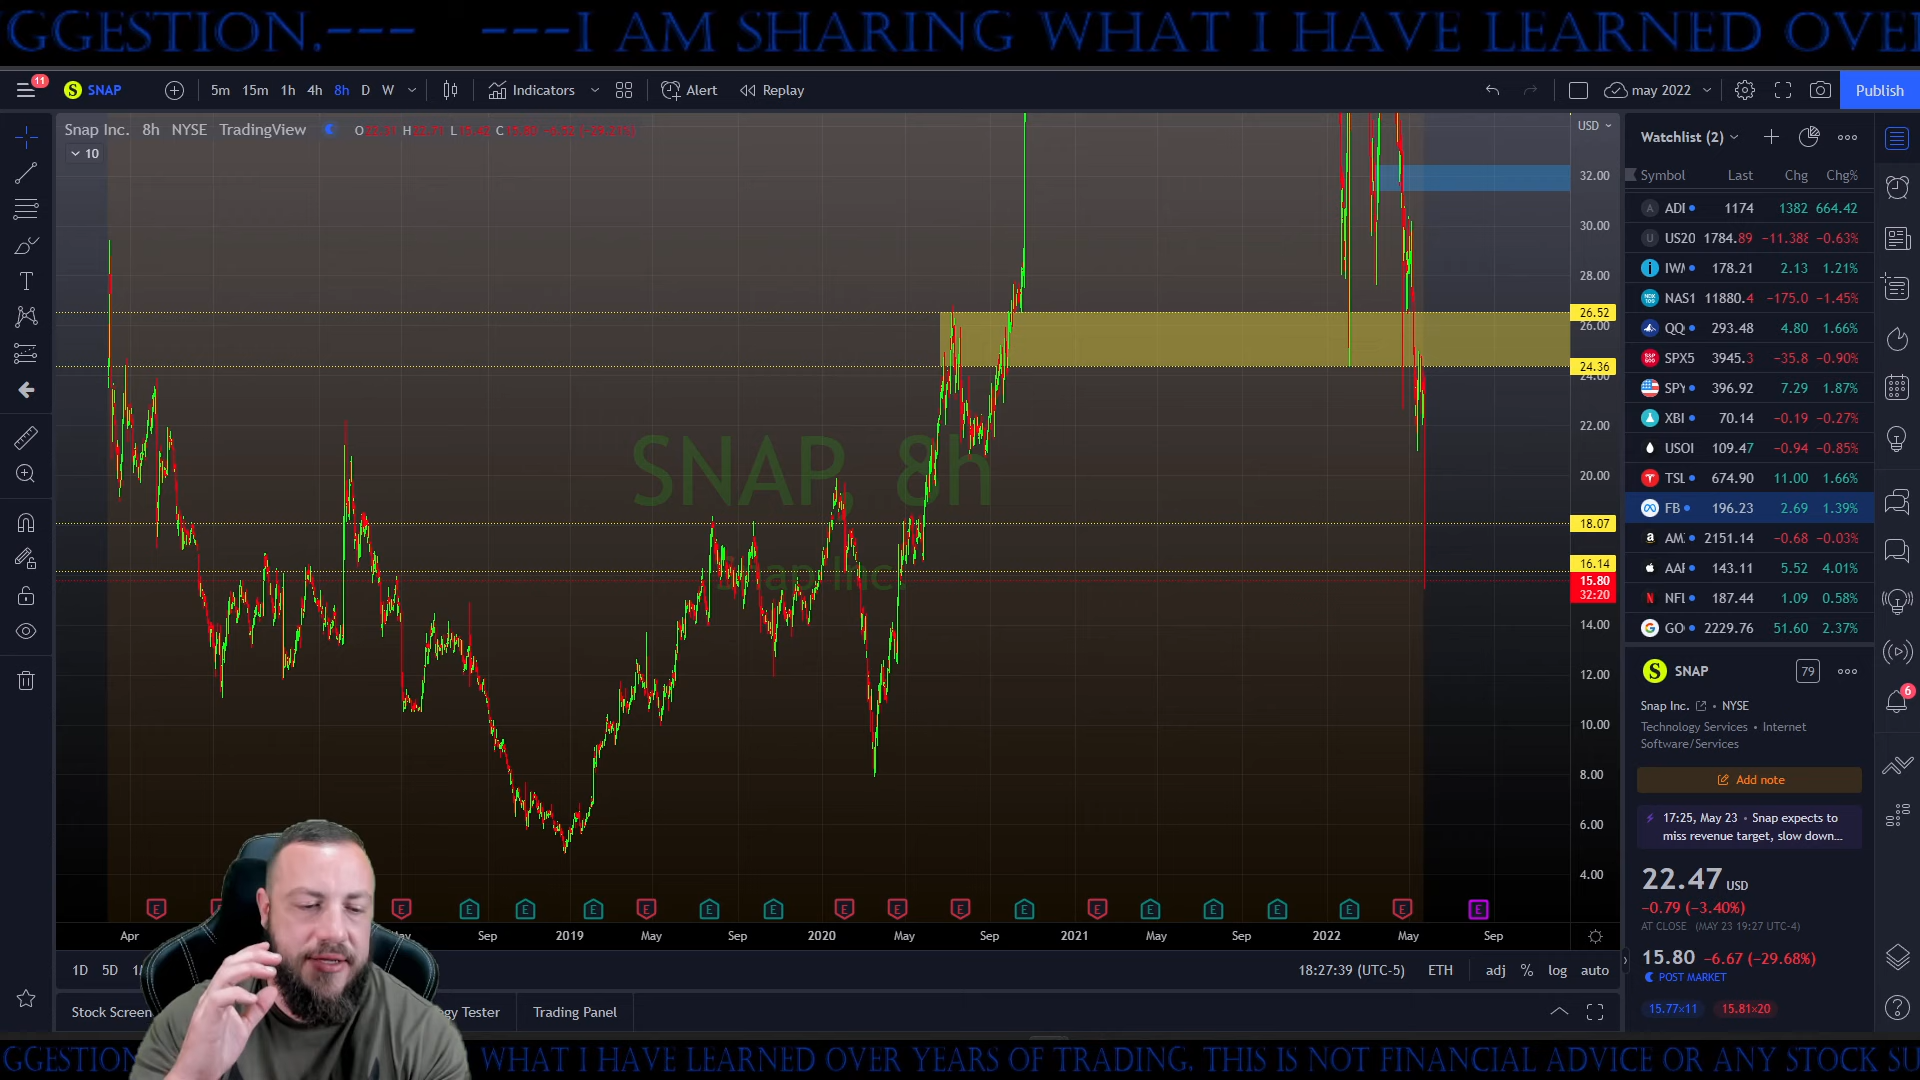 GGESTION.--- ---I AM SHARING WHAT I HAVE LEARNED OVE
11
SNAP 5m 15m 1h 4h 8h D W Indicators Alert Replay may 2022 Publish
Snap Inc. 8h NYSE TradingView
10
USD
32.00
30.00
28.00
26.52
26.00
24.36
24.00
22.00
20.00
18.07
16.14
15.80
32:20
14.00
12.00
10.00
8.00
6.00
4.00
SNAP, 8h
Snap Inc.
E E E E E E E E E E E E E E E E E E E
Apr Sep 2019 May Sep 2020 May Sep 2021 May Sep 2022 May Sep
1D 5D 18:27:39 (UTC-5) ETH adj % log auto
Stock Screen gy Tester Trading Panel
Watchlist (2)
Symbol Last Chg Chg%
ADI 1174 1382 664.42
US20 1784.89 −11.388 −0.63%
IWM 178.21 2.13 1.21%
NAS1 11880.4 −175.0 −1.45%
QQ 293.48 4.80 1.66%
SPX5 3945.3 −35.8 −0.90%
SPY 396.92 7.29 1.87%
XBI 70.14 −0.19 −0.27%
USOI 109.47 −0.94 −0.85%
TSL 674.90 11.00 1.66%
FB 196.23 2.69 1.39%
AM 2151.14 −0.68 −0.03%
AAP 143.11 5.52 4.01%
NFL 187.44 1.09 0.58%
GO 2229.76 51.60 2.37%
SNAP 79
Snap Inc. • NYSE
Technology Services • Internet
Software/Services
Add note
17:25, May 23 • Snap expects to
miss revenue target, slow down...
22.47 USD
−0.79 (−3.40%)
AT CLOSE (MAY 23 19:27 UTC-4)
15.80 −6.67 (−29.68%)
POST MARKET
15.77×11 15.81×20
6
GGESTION. WHAT I HAVE LEARNED OVER YEARS OF TRADING, THIS IS NOT FINANCIAL ADVICE OR ANY STOCK SU